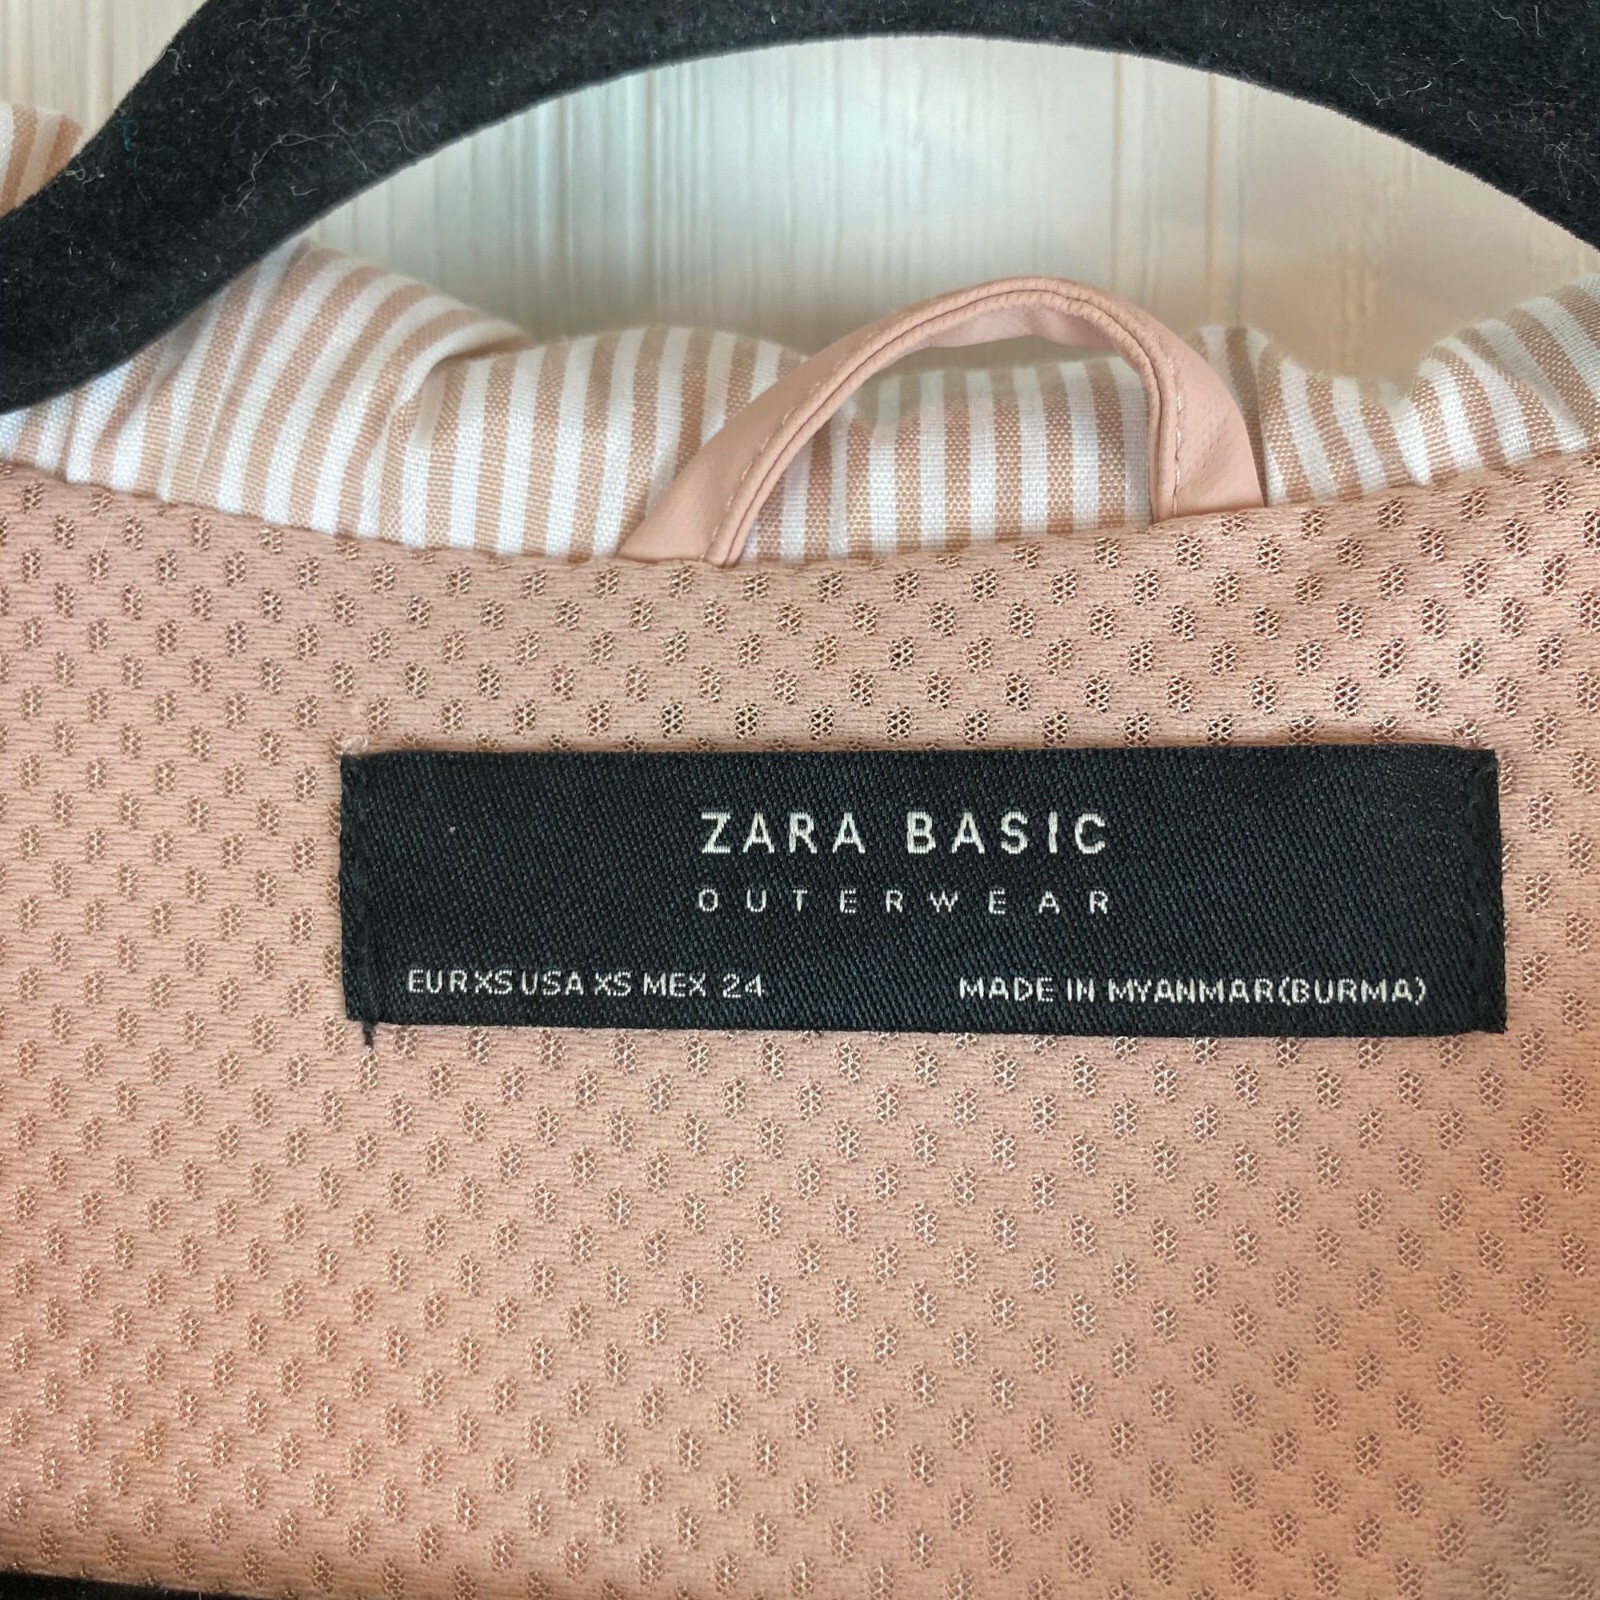 ZARA BASIC
OUTERWEAR
EUR XS USA XS MEX 24 MADE IN MYANMAR(BURMA)